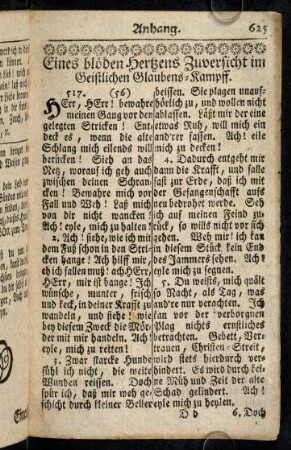 Anhang. 625
Eines blöden Hertzens Zuversicht im
Geistlichen Glaubens-Kampff.
517. (56)
HErr, HErr! bewahre
meinen Gang vor den
gelegten Stricken! Ent-
deck es, wenn die alte
Schlang mich eilends will
berücken! Sieh an das
Netz, worauf ich geh auch
zwischen deinen Schran-
cken! Bewahre mich vor
Fall und Weh! Laß mich
von dir nicht wancken!
Ach! eyle, mich zu halten!
2. Ach! siehe, wie ich mit
dem Fuß schon in den Stri-
cken hange! Ach hilf mir,
eh ich fallen muß! ach, HErr,
HErr, mir ist bange! Ich
wünsche, munter, frisch
und keck, in deiner Krafft zu
wandeln, und siehe! wie
bey diesem Zweck die Mör-
der mit mir handeln. Ach!
eyle, mich zu retten!
3. Zwar starcke Hunde
fühl ich nicht, die weite
Wunden reissen. Doch
spür ich, daß mir weh ge-
schicht durch kleiner Beller
beissen. Sie plagen unauf-
hörlich zu, und wollen nicht
ablassen. Läst mir der eine
etwas Ruh, will mich ein
andrer fassen. Ach! eile
mich zu decken!
4. Dadurch entgeht mir
dann die Krafft, und falle
fast zur Erde, daß ich mit
der Gefangenschafft aufs
neu bedrohet werde. Seh
ich auf meinen Feind zu-
rück, so wills nicht vor sich
gehen. Weh mir! ich kan
in diesem Stück kein End
des Jammers sehen. Ach!
eyle mich zu segnen.
5. Du weißts, mich quält
so Nacht, als Tag, was
andre nur verachten. Ich
kan vor der verborgnen
Plag nichts ernstliches
betrachten. Gebett, Ver-
trauen, Christen-Streit,
wird stets hierdurch ver-
hindert. Es wird durch kei-
ne Müh und Zeit der alte
Schad gelindert. Ach!
eyle mich zu heylen.
D d 6. Doch